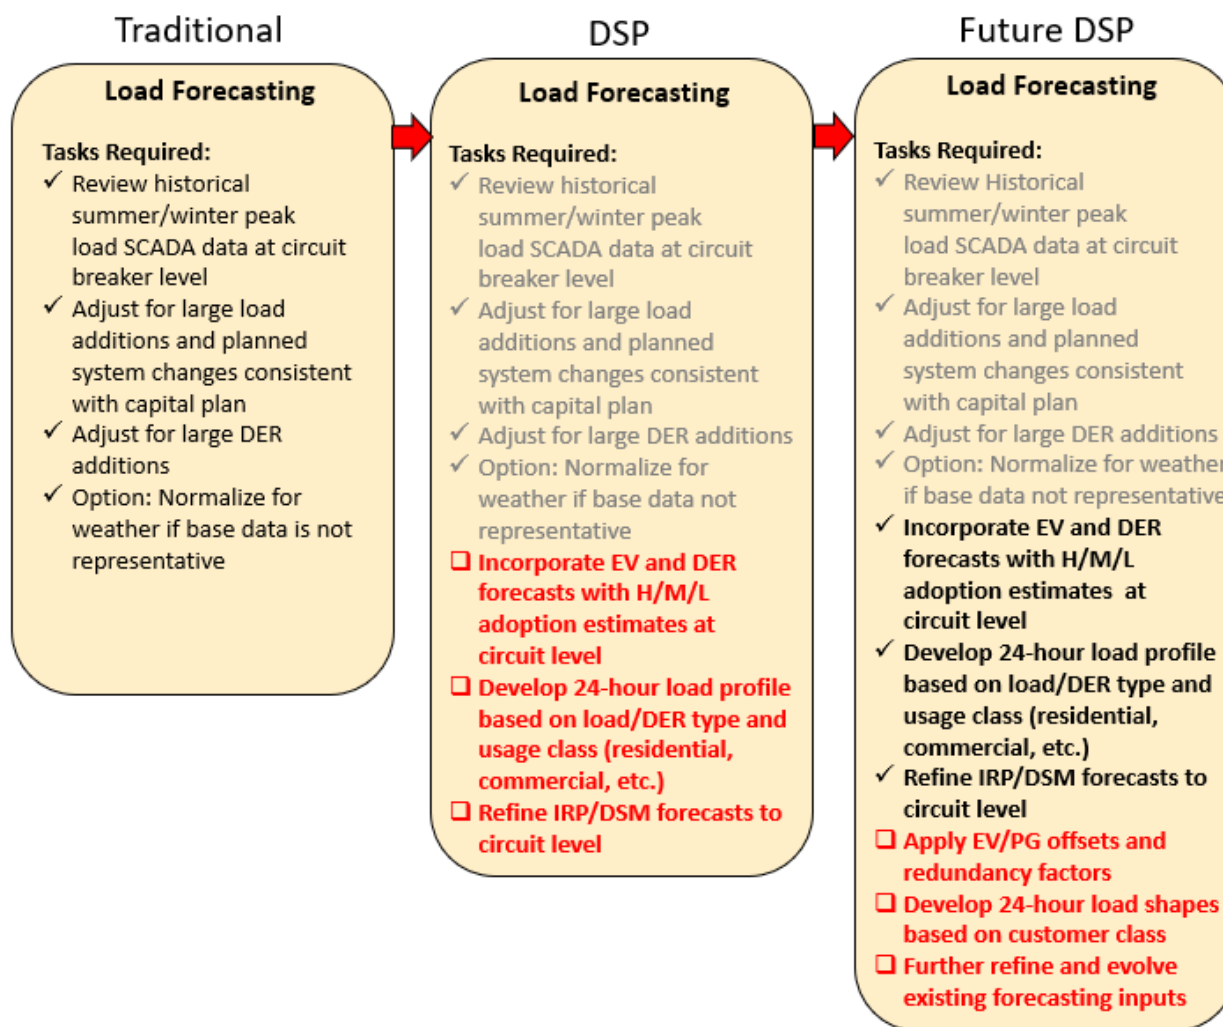 Traditional
Load Forecasting
Tasks Required:
✓ Review historical
summer/winter peak
load SCADA data at circuit
breaker level
✓ Adjust for large load
additions and planned
system changes consistent
with capital plan
✓ Adjust for large DER
additions
✓ Option: Normalize for
weather if base data is not
representative
DSP
Load Forecasting
Tasks Required:
✓ Review historical
summer/winter peak
load SCADA data at circuit
breaker level
✓ Adjust for large load
additions and planned
system changes consistent
with capital plan
✓ Adjust for large DER additions
✓ Option: Normalize for
weather if base data not
representative
❑ Incorporate EV and DER
forecasts with H/M/L
adoption estimates at
circuit level
❑ Develop 24-hour load profile
based on load/DER type and
usage class (residential,
commercial, etc.)
❑ Refine IRP/DSM forecasts to
circuit level
Future DSP
Load Forecasting
Tasks Required:
✓ Review Historical
summer/winter peak
load SCADA data at circuit
breaker level
✓ Adjust for large load
additions and planned
system changes consistent
with capital plan
✓ Adjust for large DER additions
✓ Option: Normalize for weather
if base data not representative
✓ Incorporate EV and DER
forecasts with H/M/L
adoption estimates at
circuit level
✓ Develop 24-hour load profile
based on load/DER type and
usage class (residential,
commercial, etc.)
✓ Refine IRP/DSM forecasts to
circuit level
❑ Apply EV/PG offsets and
redundancy factors
❑ Develop 24-hour load shapes
based on customer class
❑ Further refine and evolve
existing forecasting inputs